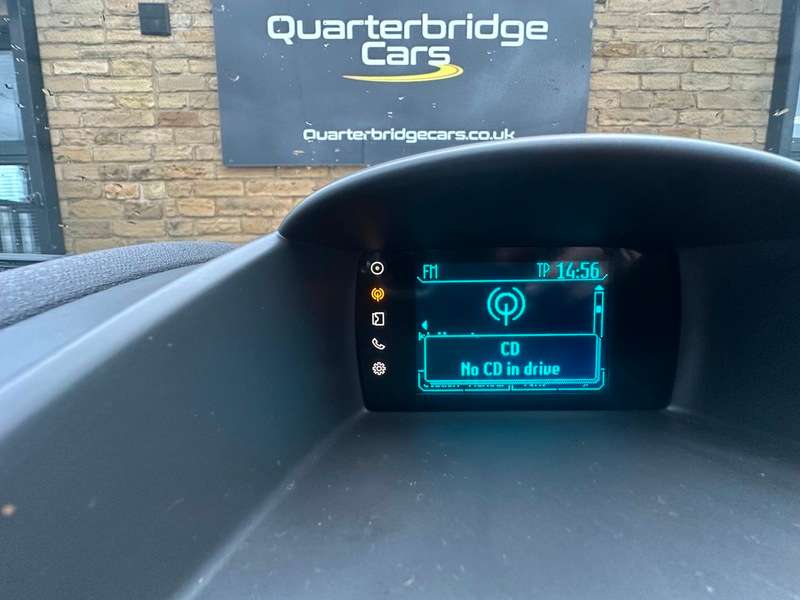 Quarterbridge
Cars
Quarterbridgecars.co.uk
FM TP 14:56
CD
No CD in drive